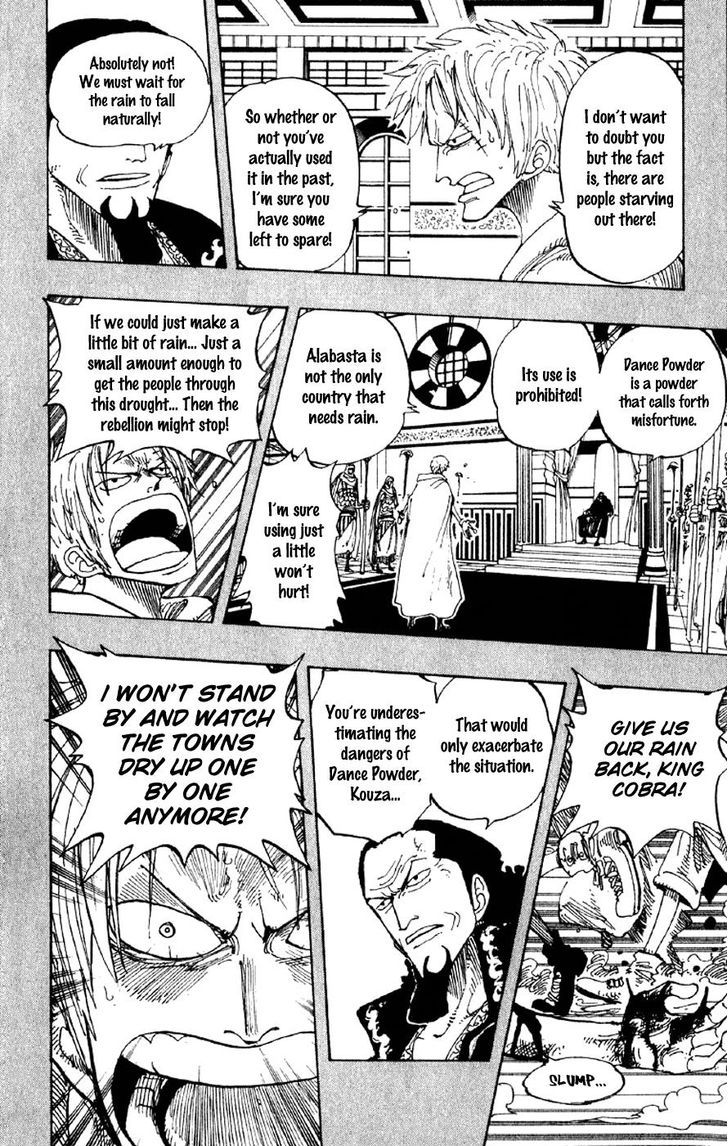 I don't want
to doubt you
but the fact
is, there are
people starving
out there!
So whether or
not you've
actually used
it in the past,
I'm sure you
have some
left to spare!
Absolutely not!
We must wait for
the rain to fall
naturally!
Dance Powder
is a powder
that calls forth
misfortune.
Its use is
prohibited!
Alabasta is
not the only
country that
needs rain.
I'm sure
using just
a little
won't
hurt!
If we could just make a
little bit of rain... Just a
small amount enough to
get the people through
this drought... Then the
rebellion might stop!
GIVE US
OUR RAIN
BACK, KING
COBRA!
SLUMP...
That would
only exacerbate
the situation.
You're underes-
timating the
dangers of
Dance Powder,
Kouza...
I WON'T STAND
BY AND WATCH
THE TOWNS
DRY UP ONE
BY ONE
ANYMORE!